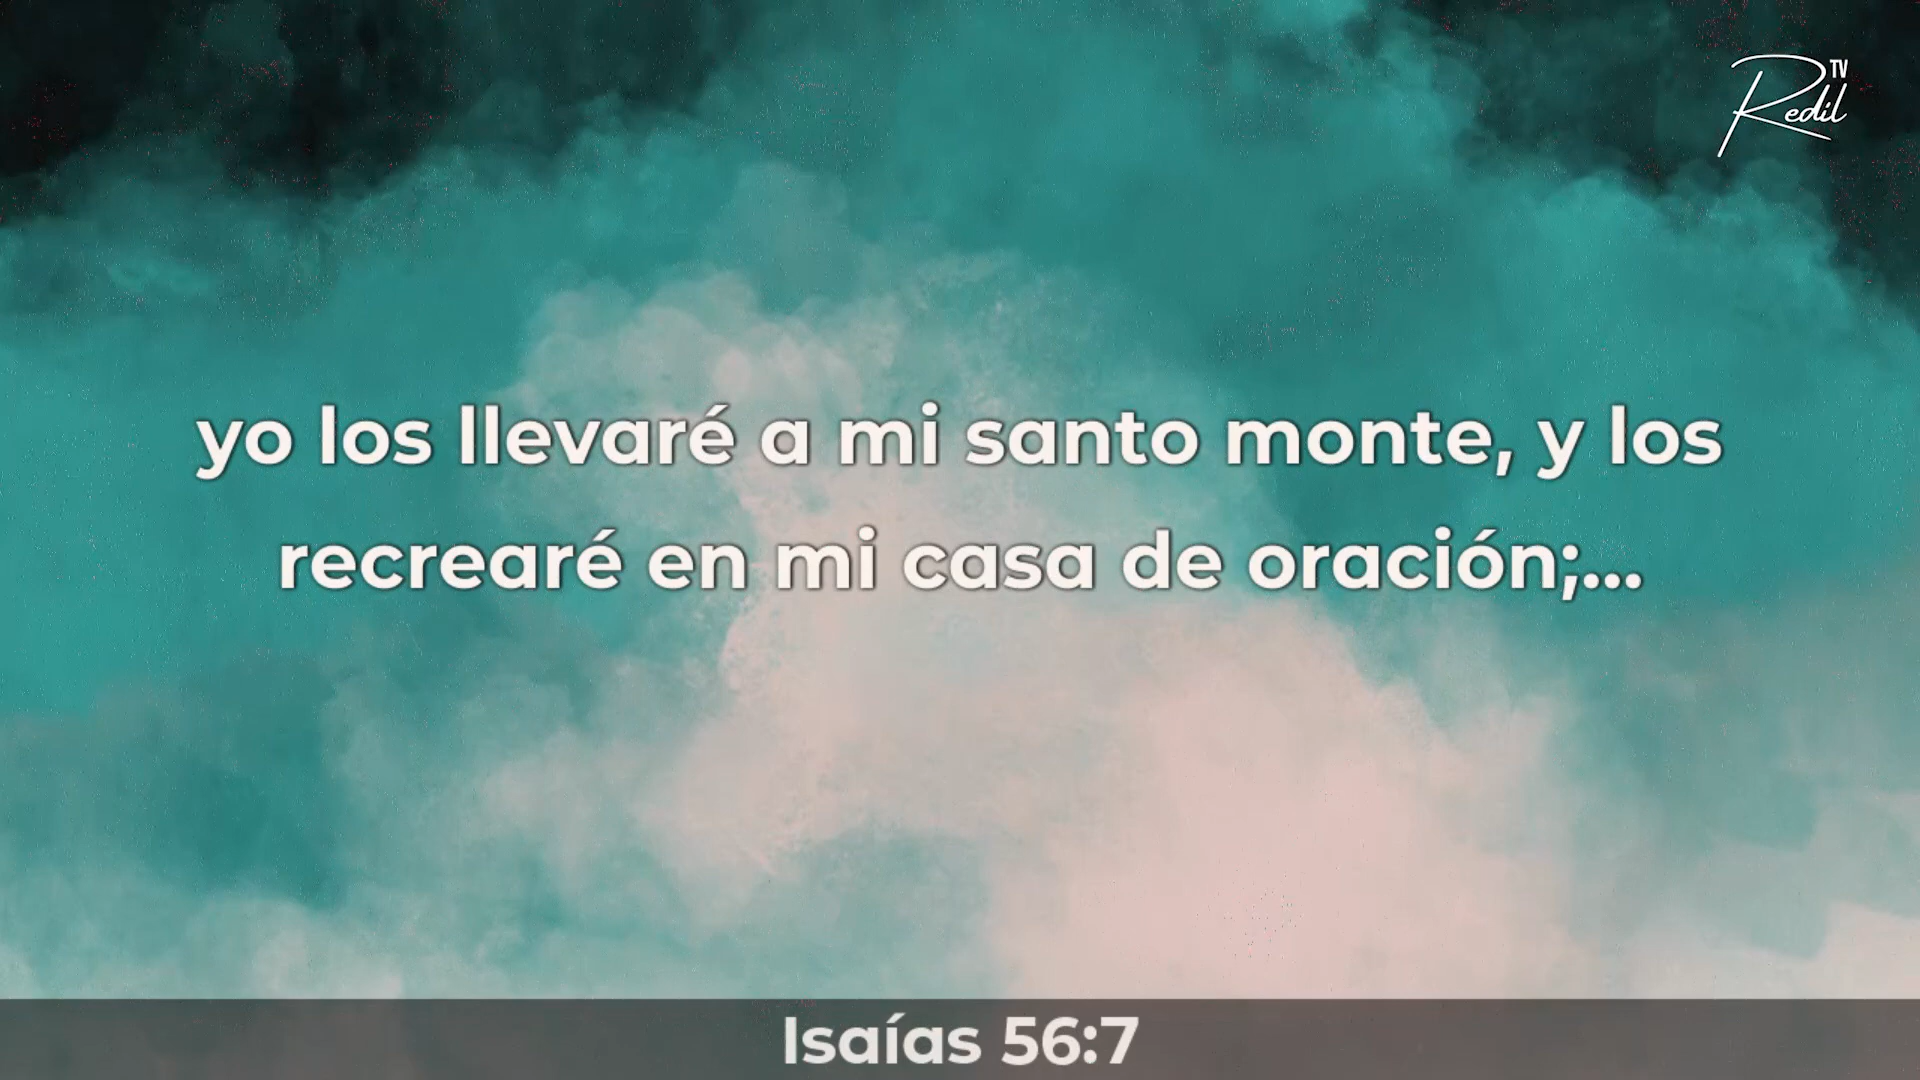 TV
Redil
yo los llevaré a mi santo monte, y los
recrearé en mi casa de oración;...
Isaías 56:7